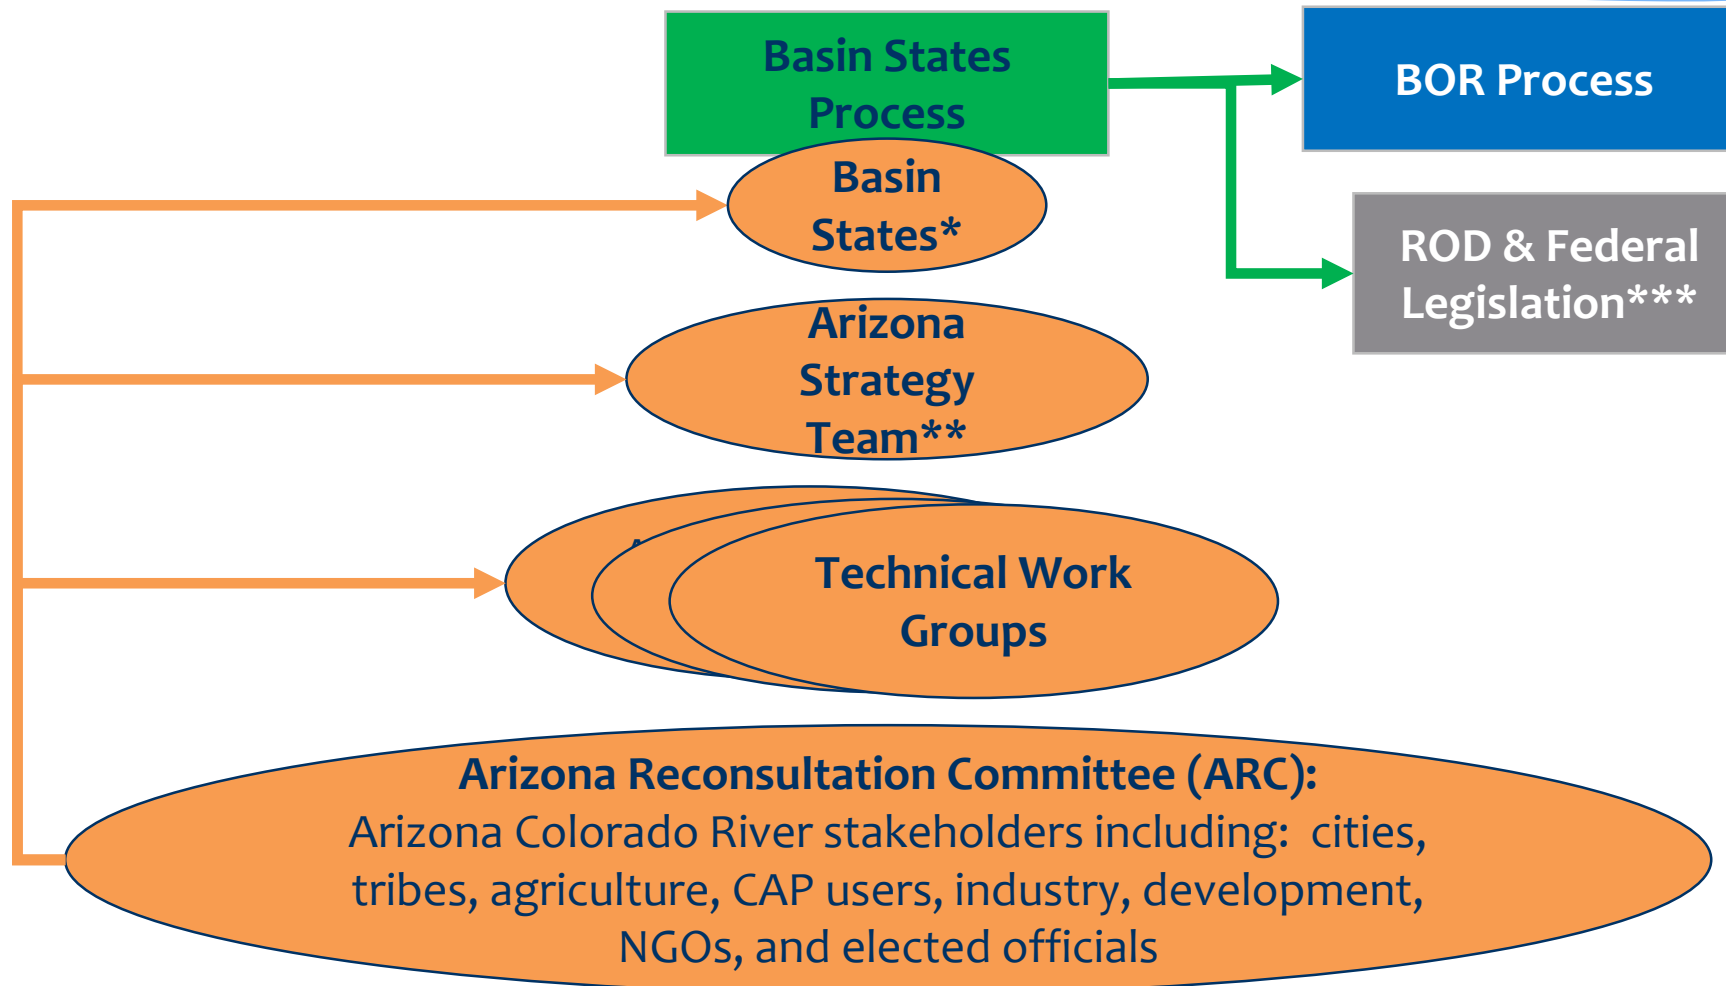 Basin States
Process
BOR Process
Basin
States*
ROD & Federal
Legislation***
Arizona
Strategy
Team**
Technical Work
Groups
Arizona Reconsultation Committee (ARC):
Arizona Colorado River stakeholders including: cities,
tribes, agriculture, CAP users, industry, development,
NGOs, and elected officials